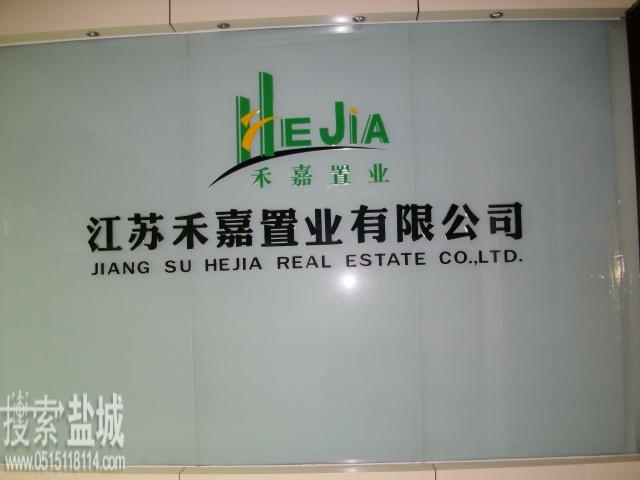 HEJiA
禾嘉置业
江苏禾嘉置业有限公司
JIANG SU HEJIA REAL ESTATE CO.,LTD.
搜索盐城
www.0515118114.com